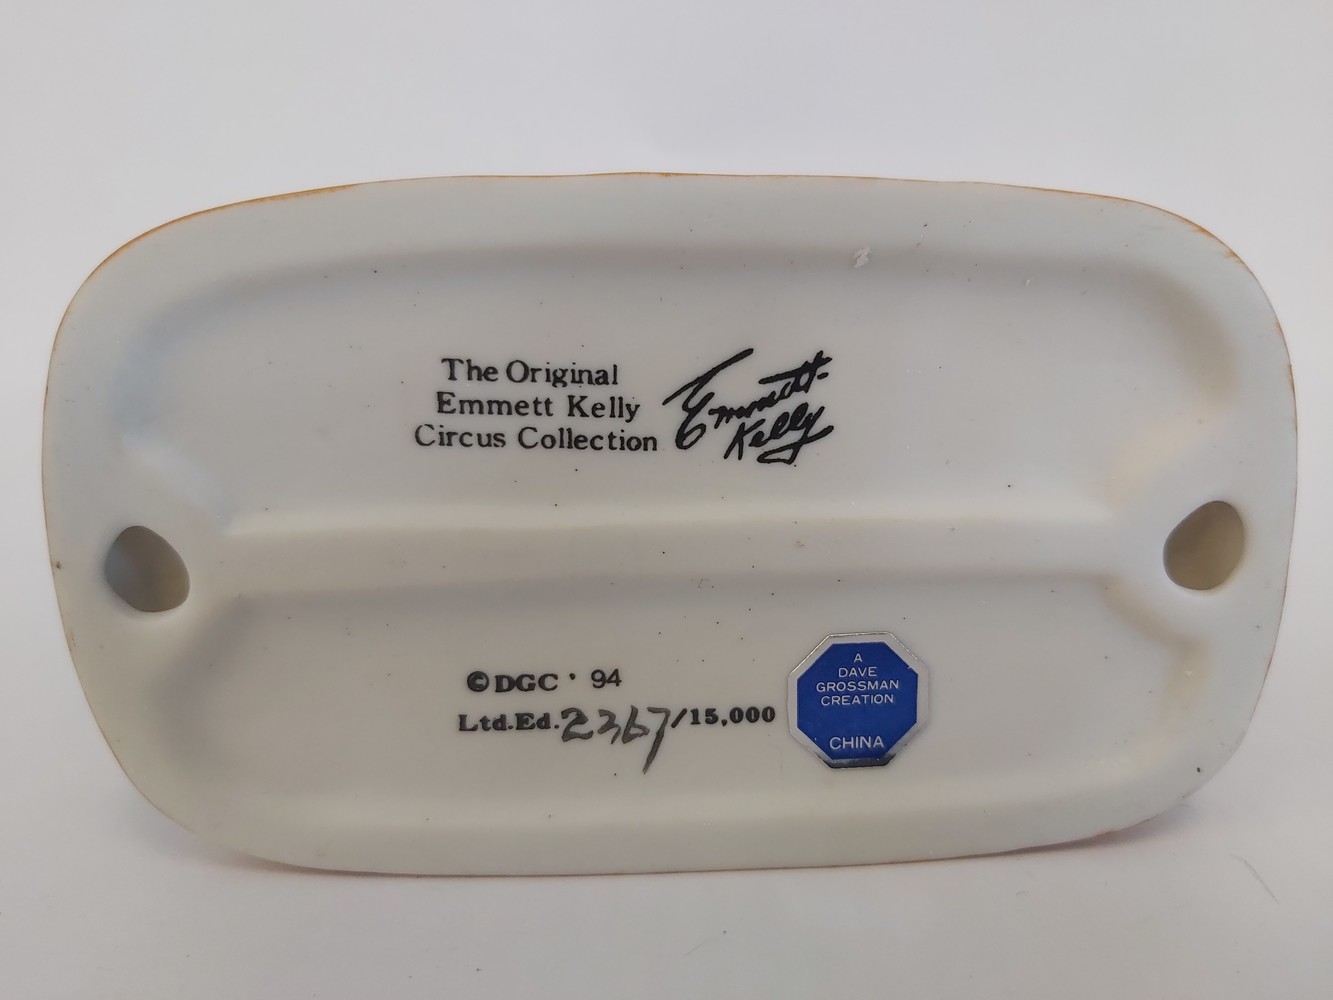 The Original
Emmett Kelly
Circus Collection
Emmett
Kelly
©DGC '94
Ltd.Ed.2367/15,000
A
DAVE
GROSSMAN
CREATION
CHINA